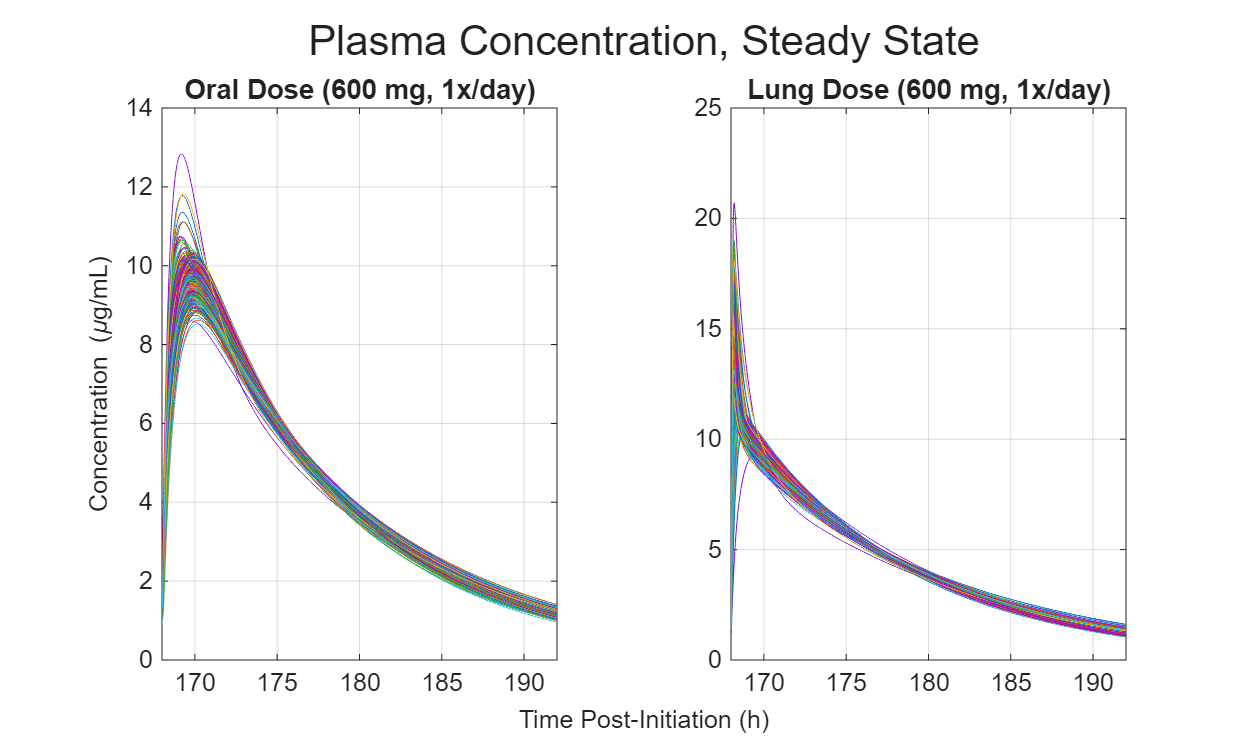 Plasma Concentration, Steady State
Oral Dose (600 mg, 1x/day)
Lung Dose (600 mg, 1x/day)
Concentration (μg/mL)
14
12
10
8
6
4
2
0
170 175 180 185 190
25
20
15
10
5
0
170 175 180 185 190
Time Post-Initiation (h)